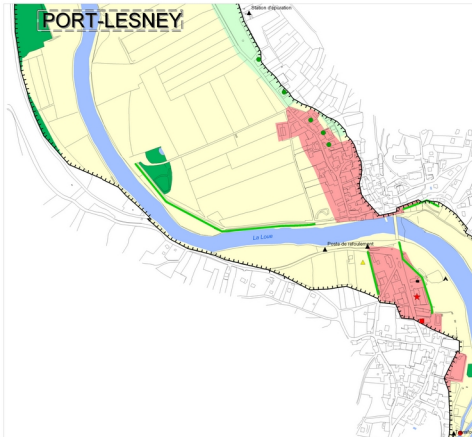 PORT-LESNEY
Station d'épuration
La Loue
Poste de refoulement